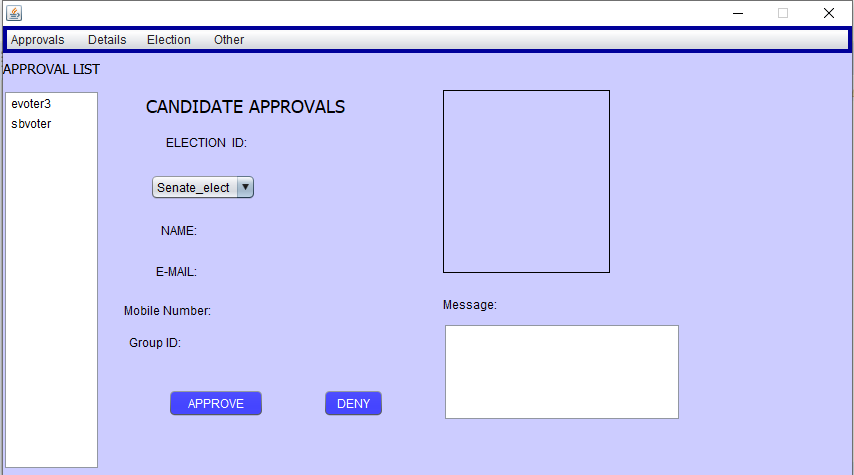 Approvals Details Election Other
APPROVAL LIST
evoter3
sbvoter
CANDIDATE APPROVALS
ELECTION ID:
Senate_elect
NAME:
E-MAIL:
Mobile Number:
Group ID:
APPROVE DENY
Message: